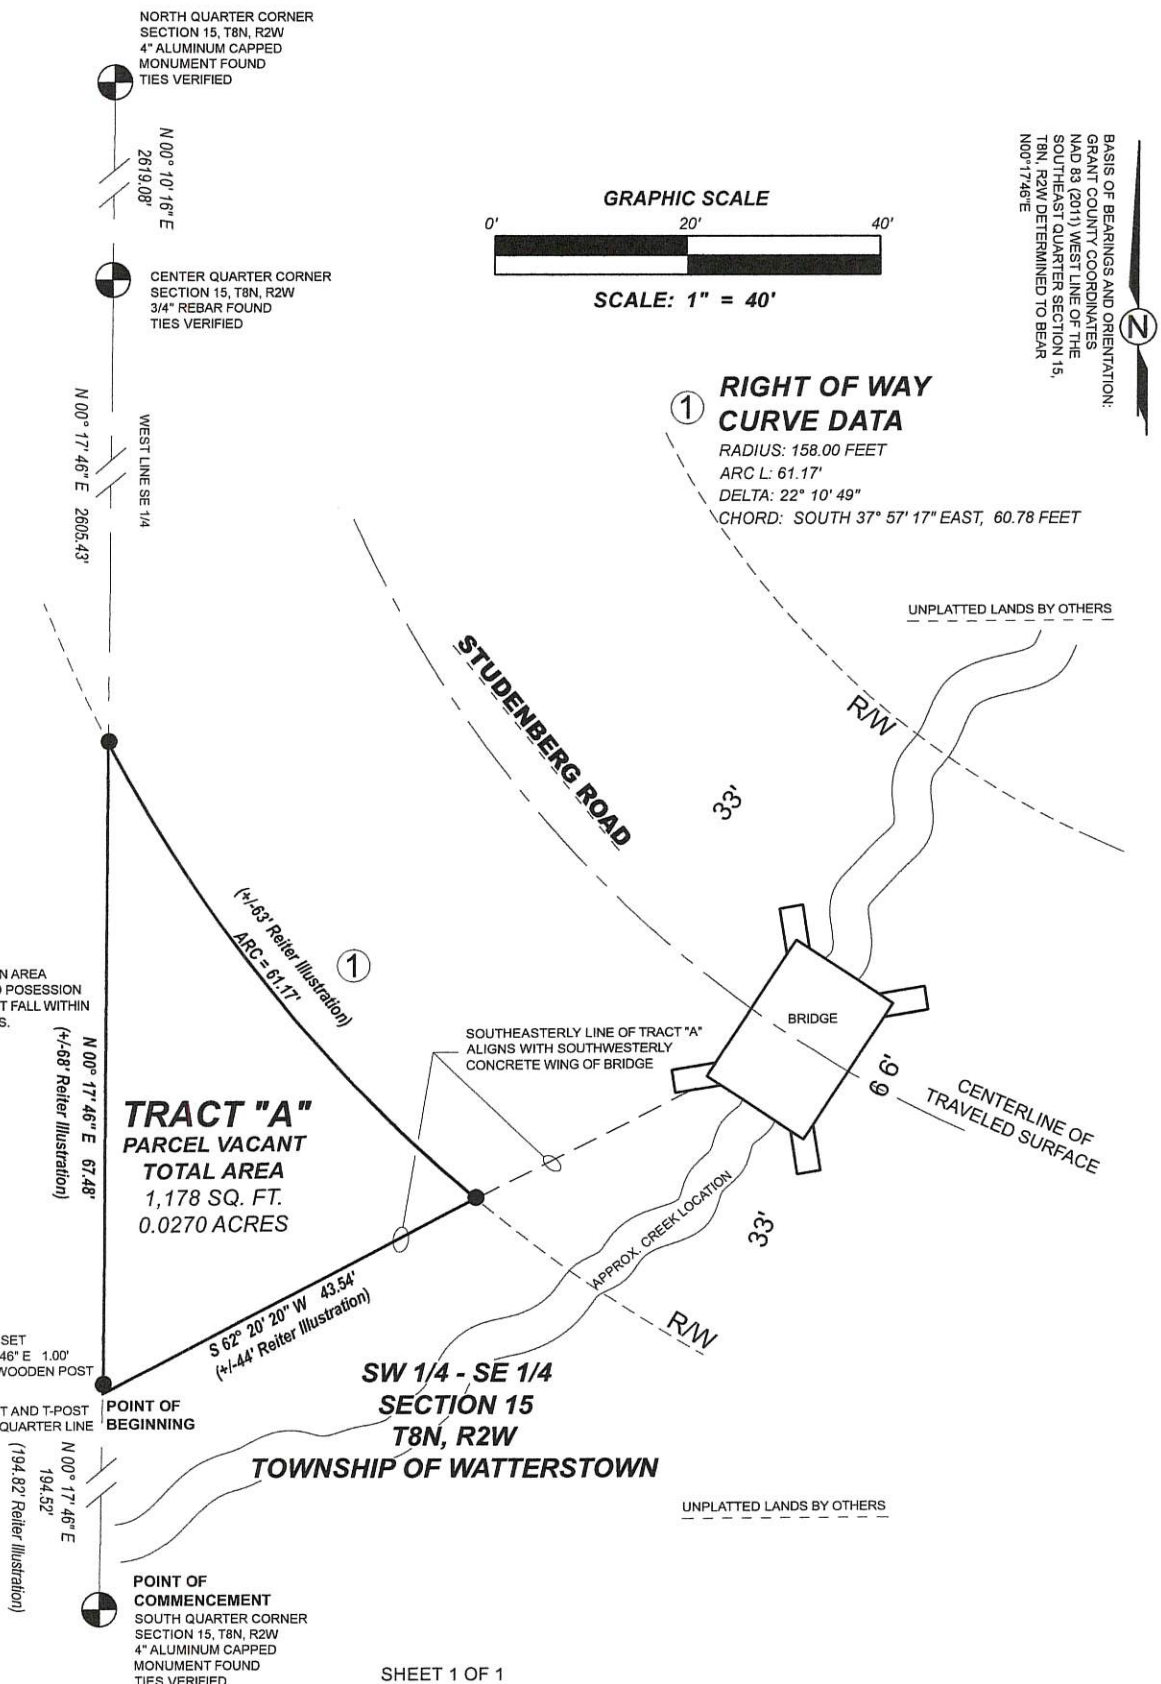 NORTH QUARTER CORNER
SECTION 15, T8N, R2W
4" ALUMINUM CAPPED
MONUMENT FOUND
TIES VERIFIED
N 00° 10' 16" E
2619.08'
GRAPHIC SCALE
0' 20' 40'
SCALE: 1" = 40'
BASIS OF BEARINGS AND ORIENTATION:
GRANT COUNTY COORDINATES
NAD 83 (2011) WEST LINE OF THE
SOUTHEAST QUARTER SECTION 15,
T8N, R2W DETERMINED TO BEAR
N00°17'46"E
N
CENTER QUARTER CORNER
SECTION 15, T8N, R2W
3/4" REBAR FOUND
TIES VERIFIED
1
RIGHT OF WAY
CURVE DATA
RADIUS: 158.00 FEET
ARC L: 61.17'
DELTA: 22° 10' 49"
CHORD: SOUTH 37° 57' 17" EAST, 60.78 FEET
WEST LINE SE 1/4
N 00° 17' 46" E 2605.43'
UNPLATTED LANDS BY OTHERS
STUDENBERG ROAD
R/W
33'
(+/-63' Reiter Illustration)
ARC = 61.17'
1
N AREA
POSESSION
T FALL WITHIN
S.
SOUTHEASTERLY LINE OF TRACT "A"
ALIGNS WITH SOUTHWESTERLY
CONCRETE WING OF BRIDGE
BRIDGE
66'
CENTERLINE OF
TRAVELED SURFACE
N 00° 17' 46" E 67.48'
(+/-68' Reiter Illustration)
TRACT "A"
PARCEL VACANT
TOTAL AREA
1,178 SQ. FT.
0.0270 ACRES
APPROX. CREEK LOCATION
33'
R/W
S 62° 20' 20" W 43.54'
(+/-44' Reiter Illustration)
SET
46" E 1.00'
WOODEN POST
T AND T-POST
QUARTER LINE
POINT OF
BEGINNING
SW 1/4 - SE 1/4
SECTION 15
T8N, R2W
TOWNSHIP OF WATTERSTOWN
N 00° 17' 46" E
194.52'
(194.82' Reiter Illustration)
UNPLATTED LANDS BY OTHERS
POINT OF
COMMENCEMENT
SOUTH QUARTER CORNER
SECTION 15, T8N, R2W
4" ALUMINUM CAPPED
MONUMENT FOUND
TIES VERIFIED
SHEET 1 OF 1